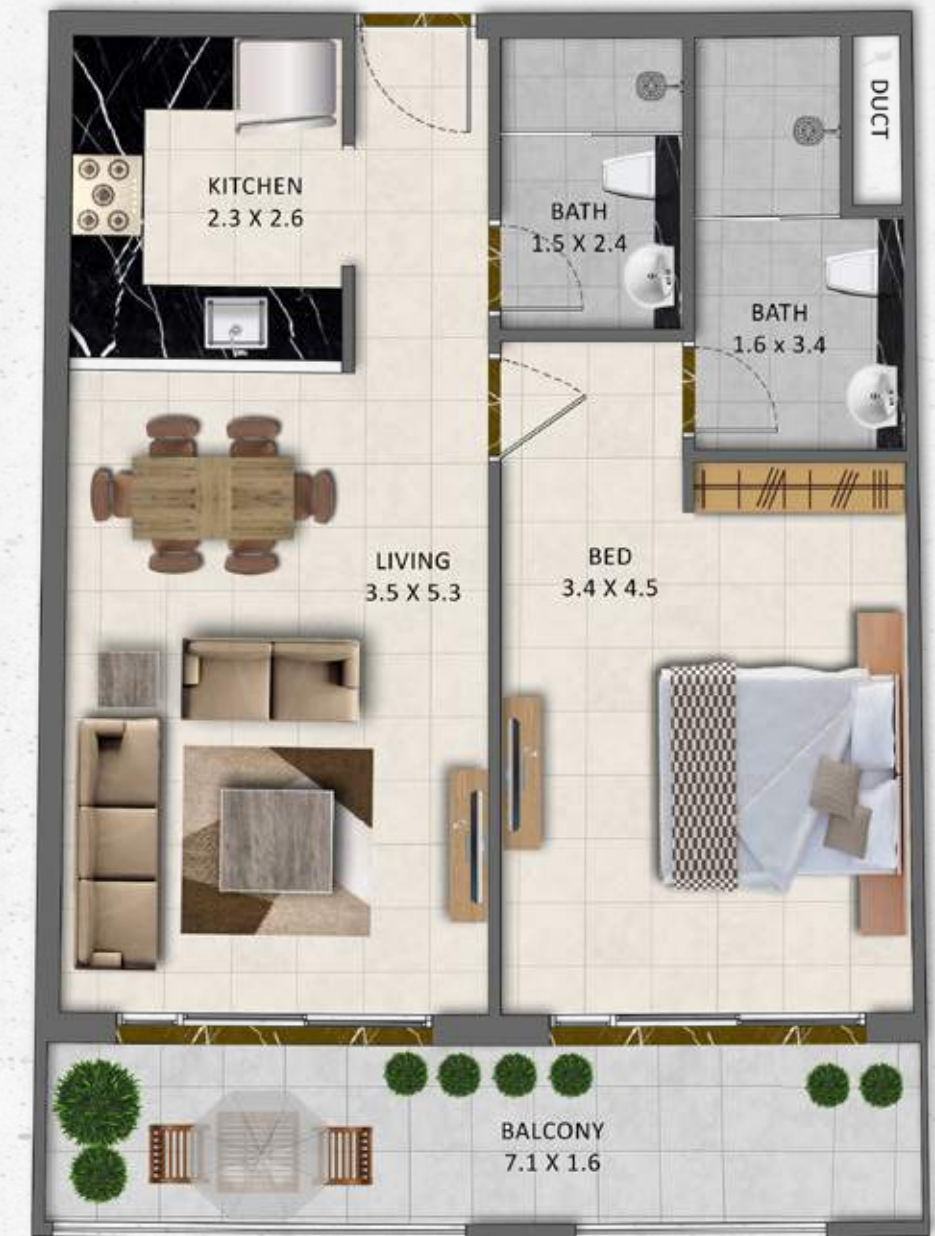 KITCHEN
2.3 X 2.6
BATH
1.5 X 2.4
DUCT
BATH
1.6 x 3.4
LIVING
3.5 X 5.3
BED
3.4 X 4.5
BALCONY
7.1 X 1.6